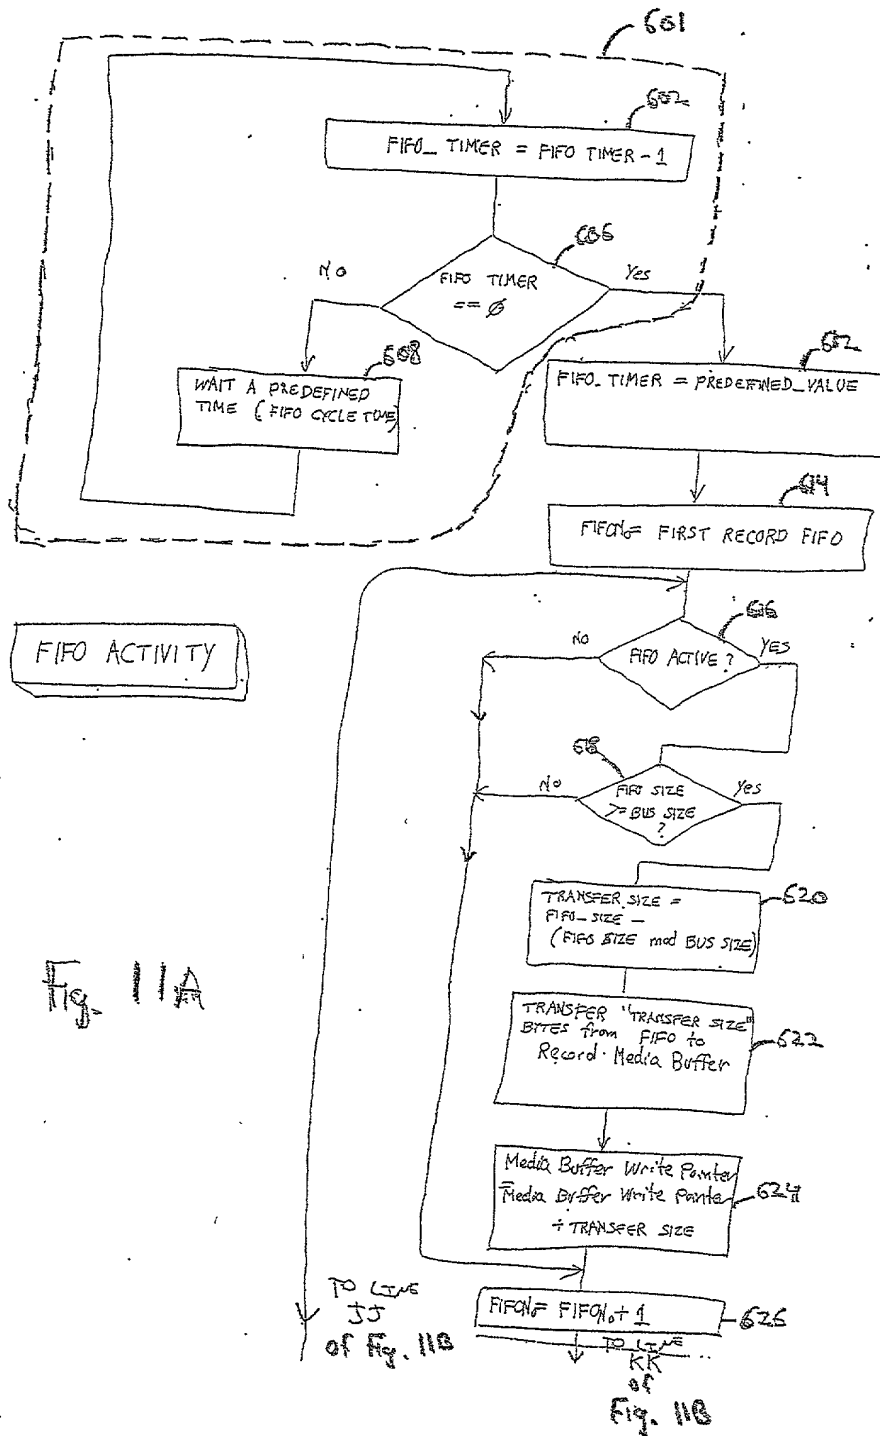 601
602
FIFO_ TIMER = FIFO TIMER - 1
606
FIFO TIMER
== Ø
NO
Yes
608
WAIT A PREDEFINED
TIME (FIFO CYCLE TIME)
FIFO_TIMER = PREDEFINED_VALUE
614
FIFONo= FIRST RECORD FIFO
FIFO ACTIVITY
616
FIFO ACTIVE ?
NO
YES
618
FIFO SIZE
>= BUS SIZE
?
NO
Yes
620
TRANSFER SIZE =
FIFO_SIZE -
(FIFO SIZE mod BUS SIZE)
622
TRANSFER "TRANSFER SIZE"
BYTES from FIFO to
Record Media Buffer
Media Buffer Write Pointer
=Media Buffer Write Pointer
+ TRANSFER SIZE
624
FIFONo= FIFONo+ 1
626
TO LINE
JJ
of Fig. 11B
TO LINE
KK
of
Fig. 11B
Fig. 11A